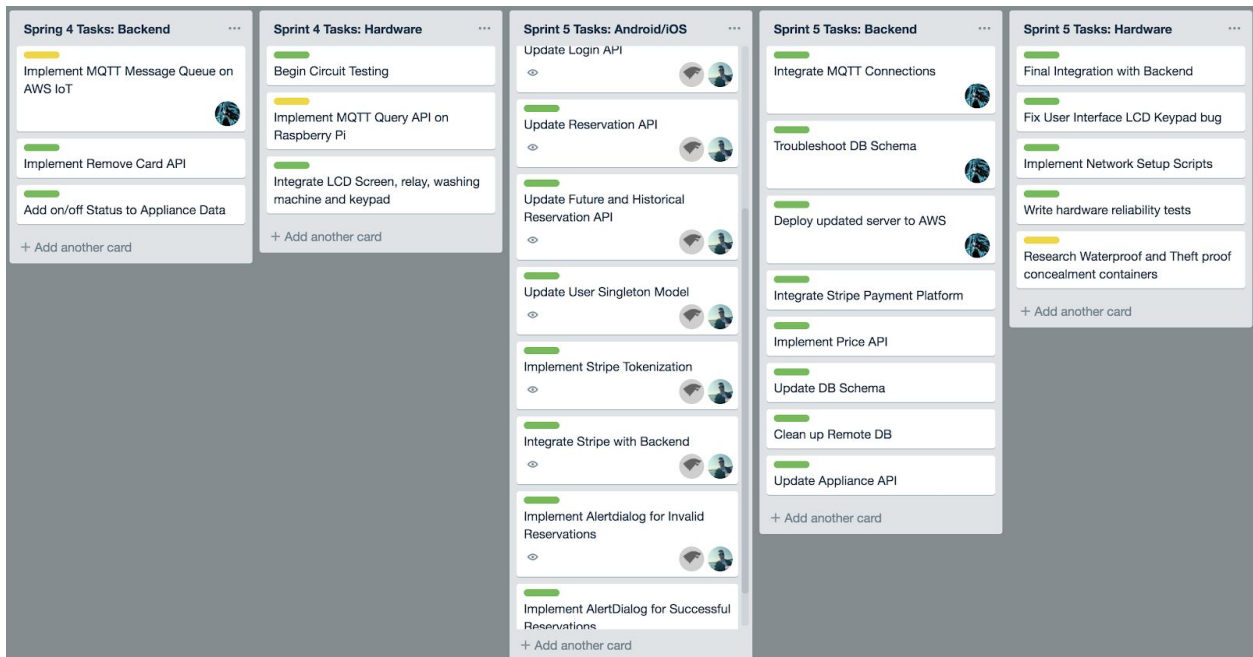 Spring 4 Tasks: Backend
Implement MQTT Message Queue on
AWS IoT
Implement Remove Card API
Add on/off Status to Appliance Data
+ Add another card
Sprint 4 Tasks: Hardware
Begin Circuit Testing
Implement MQTT Query API on
Raspberry Pi
Integrate LCD Screen, relay, washing
machine and keypad
+ Add another card
Sprint 5 Tasks: Android/iOS
Update Login API
Update Reservation API
Update Future and Historical
Reservation API
Update User Singleton Model
Implement Stripe Tokenization
Integrate Stripe with Backend
Implement Alertdialog for Invalid
Reservations
Implement AlertDialog for Successful
Reservations
+ Add another card
Sprint 5 Tasks: Backend
Integrate MQTT Connections
Troubleshoot DB Schema
Deploy updated server to AWS
Integrate Stripe Payment Platform
Implement Price API
Update DB Schema
Clean up Remote DB
Update Appliance API
+ Add another card
Sprint 5 Tasks: Hardware
Final Integration with Backend
Fix User Interface LCD Keypad bug
Implement Network Setup Scripts
Write hardware reliability tests
Research Waterproof and Theft proof
concealment containers
+ Add another card